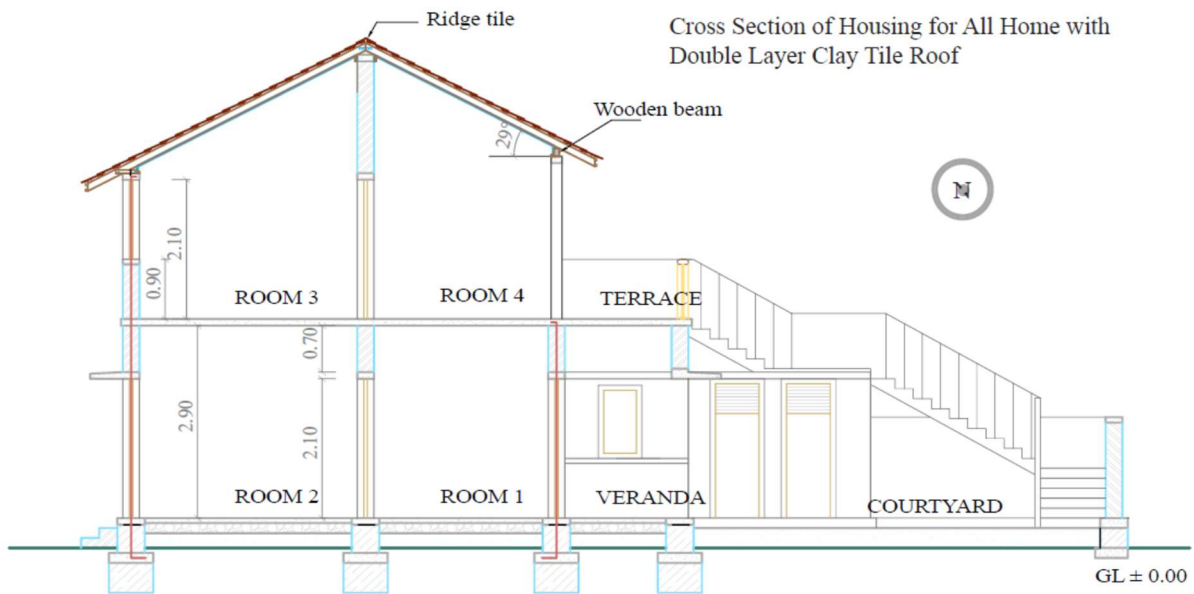 Ridge tile
Cross Section of Housing for All Home with
Double Layer Clay Tile Roof
Wooden beam
29°
N
2.10
0.90
ROOM 3
ROOM 4
TERRACE
0.70
2.90
2.10
ROOM 2
ROOM 1
VERANDA
COURTYARD
GL ± 0.00